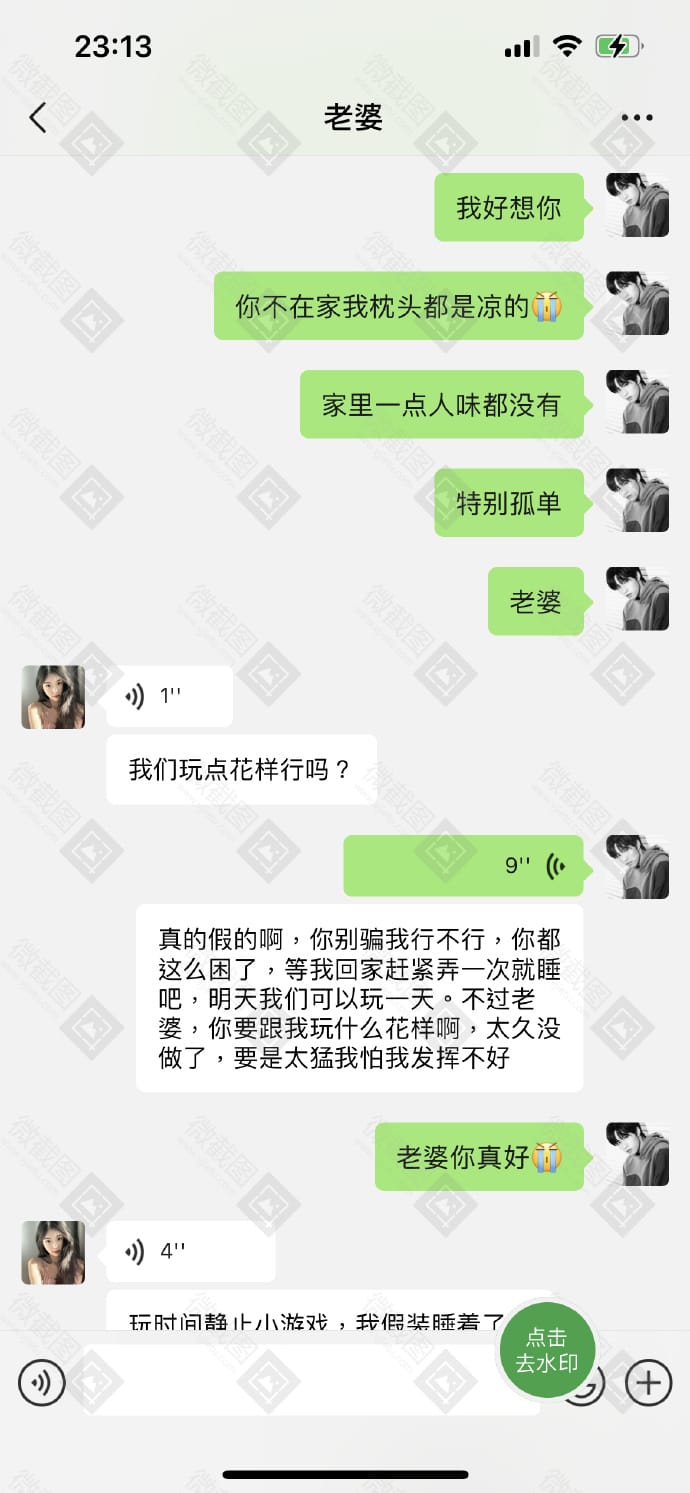 23:13
老婆
我好想你
你不在家我枕头都是凉的😭
家里一点人味都没有
特别孤单
老婆
1''
我们玩点花样行吗？
9''
真的假的啊，你别骗我行不行，你都
这么困了，等我回家赶紧弄一次就睡
吧，明天我们可以玩一天。不过老
婆，你要跟我玩什么花样啊，太久没
做了，要是太猛我怕我发挥不好
老婆你真好😭
4''
玩时间静止小游戏，我假装睡着了
点击
去水印
微截图